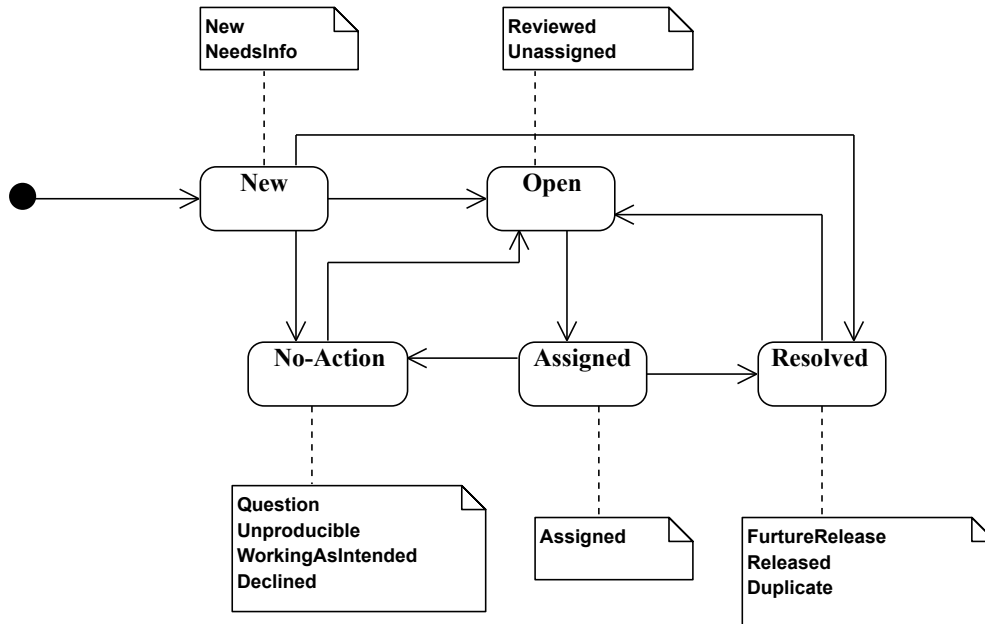 New
NeedsInfo
Reviewed
Unassigned
New
Open
No-Action
Assigned
Resolved
Question
Unproducible
WorkingAsIntended
Declined
Assigned
FurtureRelease
Released
Duplicate